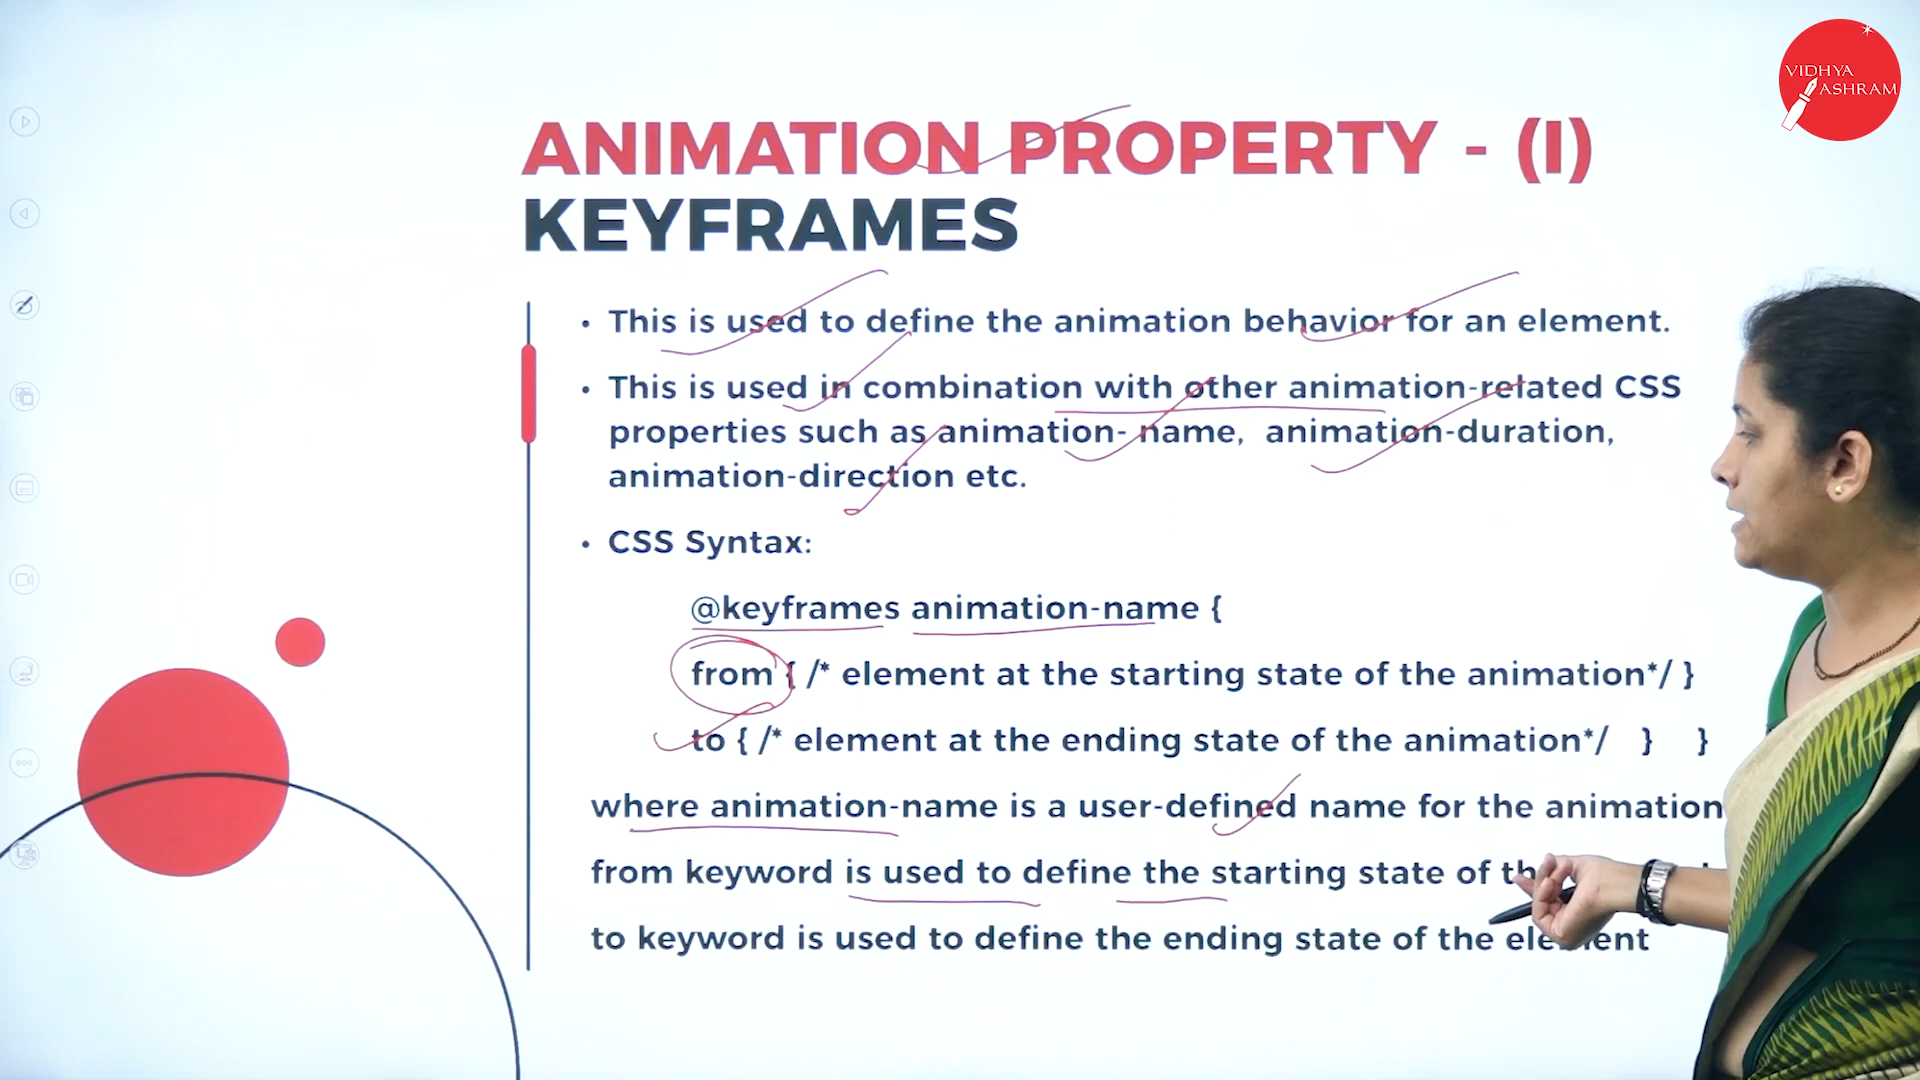 VIDHYA
ASHRAM
ANIMATION PROPERTY - (I)
KEYFRAMES
• This is used to define the animation behavior for an element.
• This is used in combination with other animation-related CSS
properties such as animation- name, animation-duration,
animation-direction etc.
• CSS Syntax:
@keyframes animation-name {
from { /* element at the starting state of the animation*/ }
to { /* element at the ending state of the animation*/ } }
where animation-name is a user-defined name for the animation
from keyword is used to define the starting state of
to keyword is used to define the ending state of the element